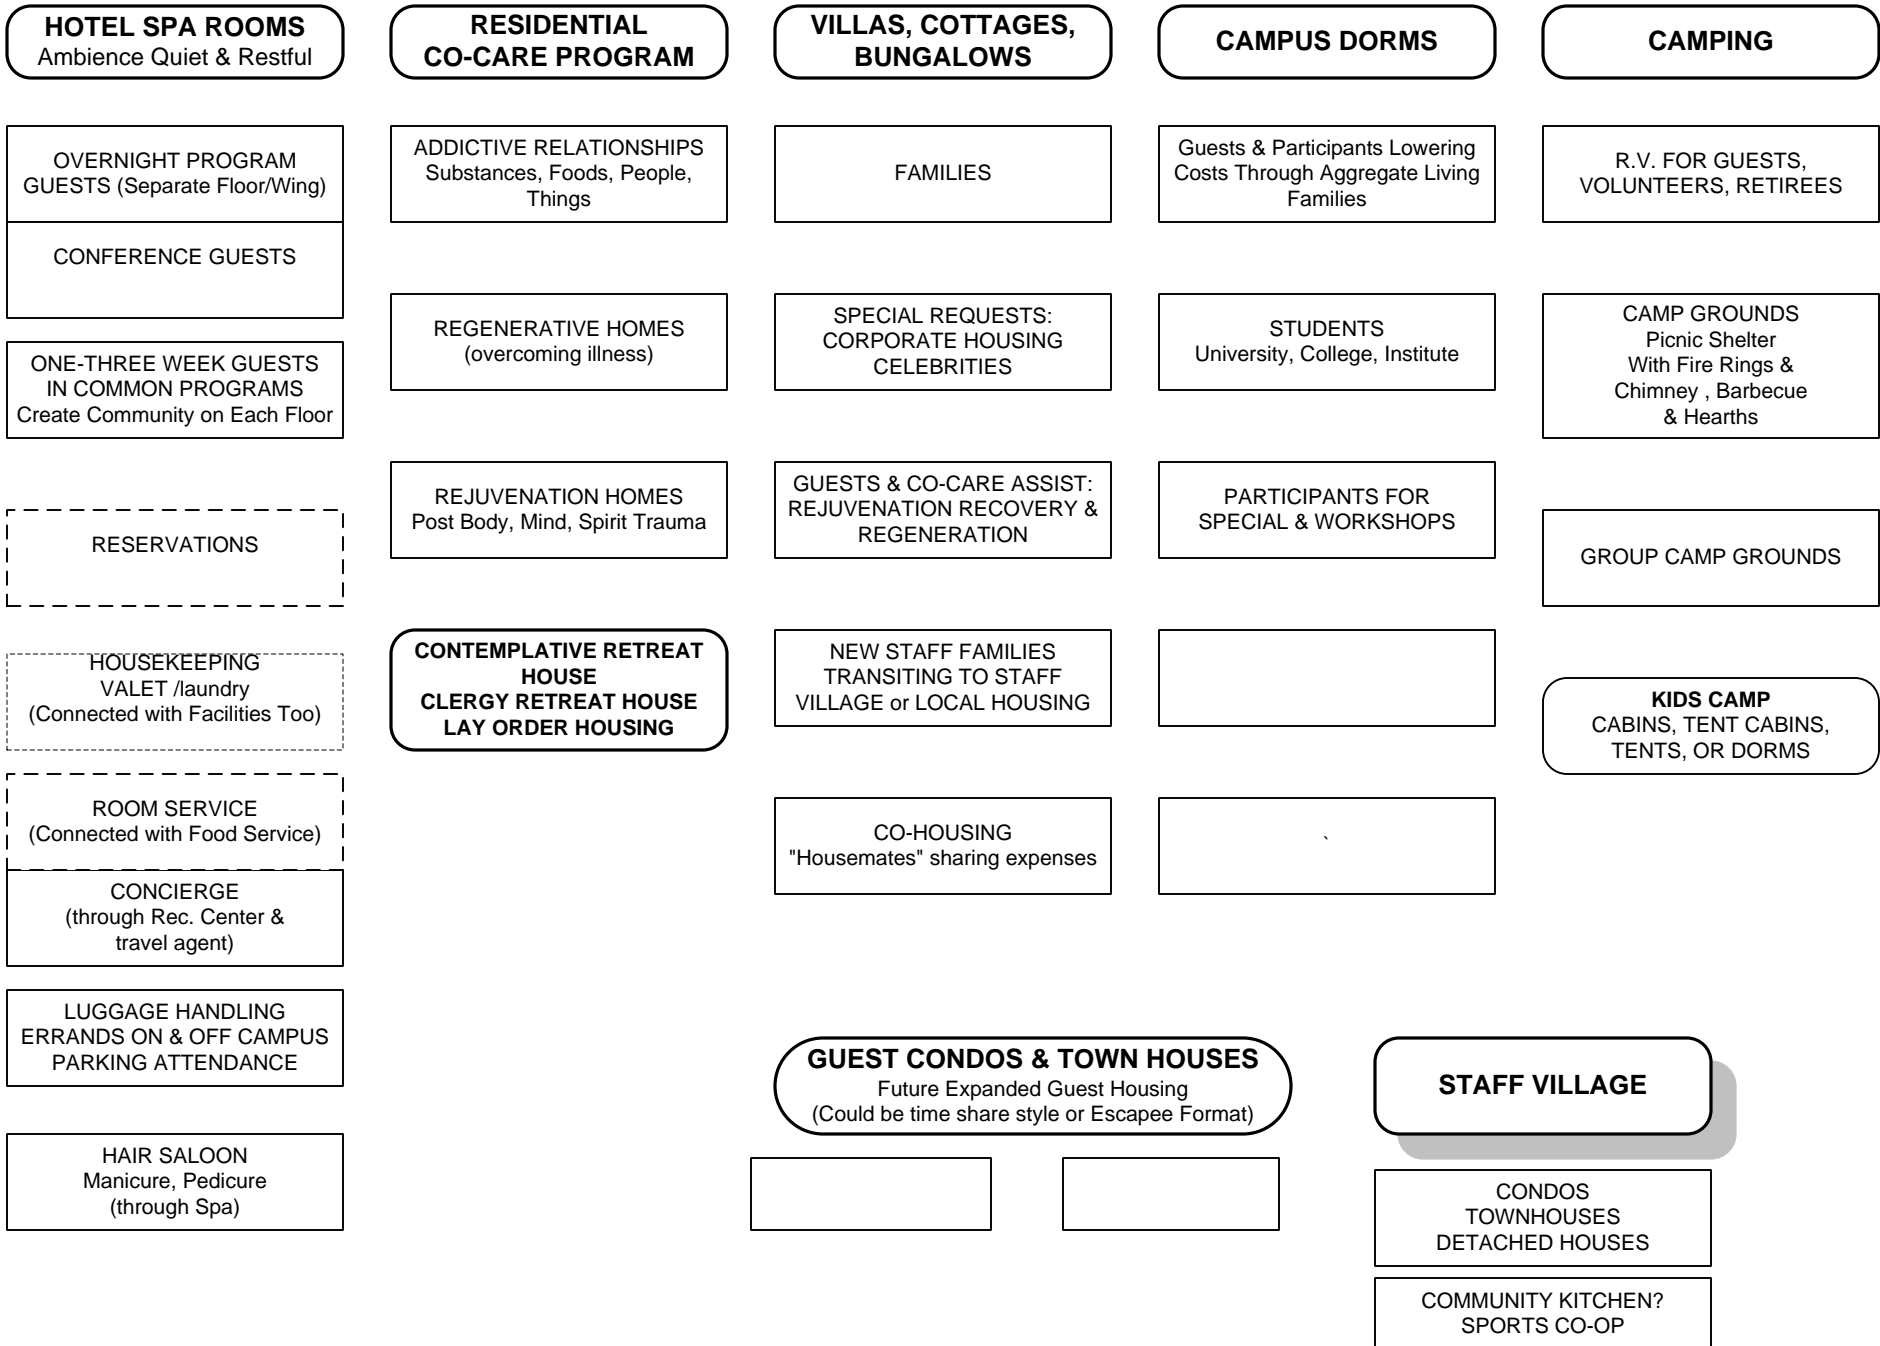 HOTEL SPA ROOMS
Ambience Quiet & Restful
OVERNIGHT PROGRAM
GUESTS (Separate Floor/Wing)
CONFERENCE GUESTS
ONE-THREE WEEK GUESTS
IN COMMON PROGRAMS
Create Community on Each Floor
RESERVATIONS
HOUSEKEEPING
VALET /laundry
(Connected with Facilities Too)
ROOM SERVICE
(Connected with Food Service)
CONCIERGE
(through Rec. Center &
travel agent)
LUGGAGE HANDLING
ERRANDS ON & OFF CAMPUS
PARKING ATTENDANCE
HAIR SALOON
Manicure, Pedicure
(through Spa)
RESIDENTIAL
CO-CARE PROGRAM
ADDICTIVE RELATIONSHIPS
Substances, Foods, People,
Things
REGENERATIVE HOMES
(overcoming illness)
REJUVENATION HOMES
Post Body, Mind, Spirit Trauma
CONTEMPLATIVE RETREAT
HOUSE
CLERGY RETREAT HOUSE
LAY ORDER HOUSING
VILLAS, COTTAGES,
BUNGALOWS
FAMILIES
SPECIAL REQUESTS:
CORPORATE HOUSING
CELEBRITIES
GUESTS & CO-CARE ASSIST:
REJUVENATION RECOVERY &
REGENERATION
NEW STAFF FAMILIES
TRANSITING TO STAFF
VILLAGE or LOCAL HOUSING
CO-HOUSING
"Housemates" sharing expenses
CAMPUS DORMS
Guests & Participants Lowering
Costs Through Aggregate Living
Families
STUDENTS
University, College, Institute
PARTICIPANTS FOR
SPECIAL & WORKSHOPS
`
CAMPING
R.V. FOR GUESTS,
VOLUNTEERS, RETIREES
CAMP GROUNDS
Picnic Shelter
With Fire Rings &
Chimney , Barbecue
& Hearths
GROUP CAMP GROUNDS
KIDS CAMP
CABINS, TENT CABINS,
TENTS, OR DORMS
GUEST CONDOS & TOWN HOUSES
Future Expanded Guest Housing
(Could be time share style or Escapee Format)
STAFF VILLAGE
CONDOS
TOWNHOUSES
DETACHED HOUSES
COMMUNITY KITCHEN?
SPORTS CO-OP